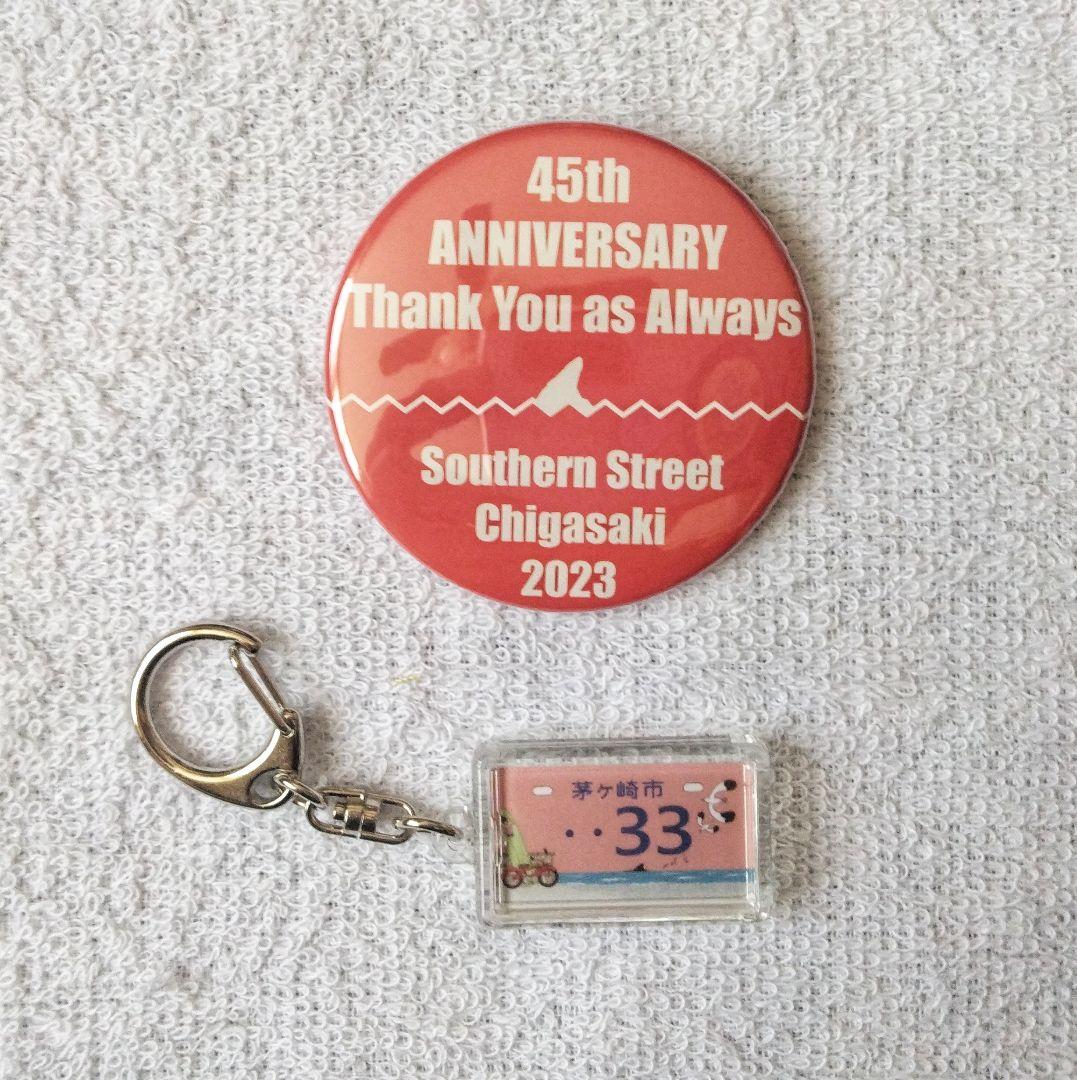 45th
ANNIVERSARY
Thank You as Always
Southern Street
Chigasaki
2023
茅ヶ崎市
··33